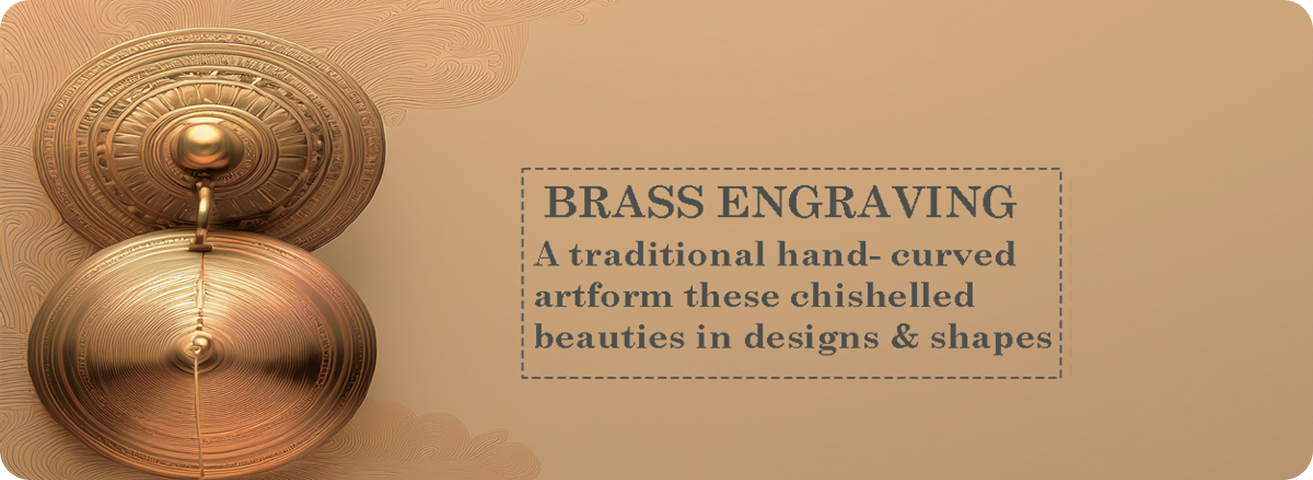 BRASS ENGRAVING
A traditional hand- curved
artform these chishelled
beauties in designs & shapes